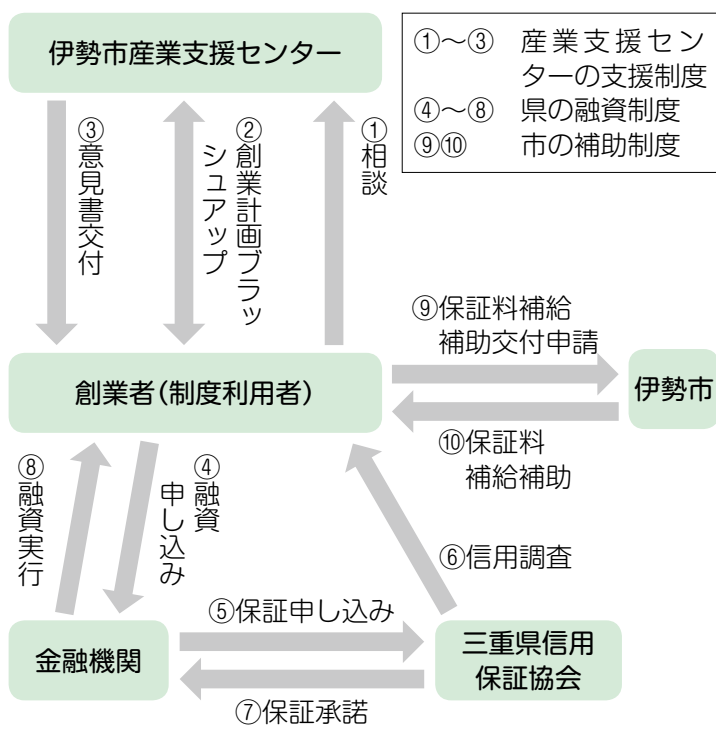 伊勢市産業支援センター
①〜③ 産業支援セン
ターの支援制度
④〜⑧ 県の融資制度
⑨⑩ 市の補助制度
①相談
②創業計画ブラッ
シュアップ
③意見書交付
⑨保証料補給
補助交付申請
創業者（制度利用者）
伊勢市
⑩保証料
補給補助
④融資
申し込み
⑧融資実行
⑥信用調査
⑤保証申し込み
金融機関
三重県信用
保証協会
⑦保証承諾